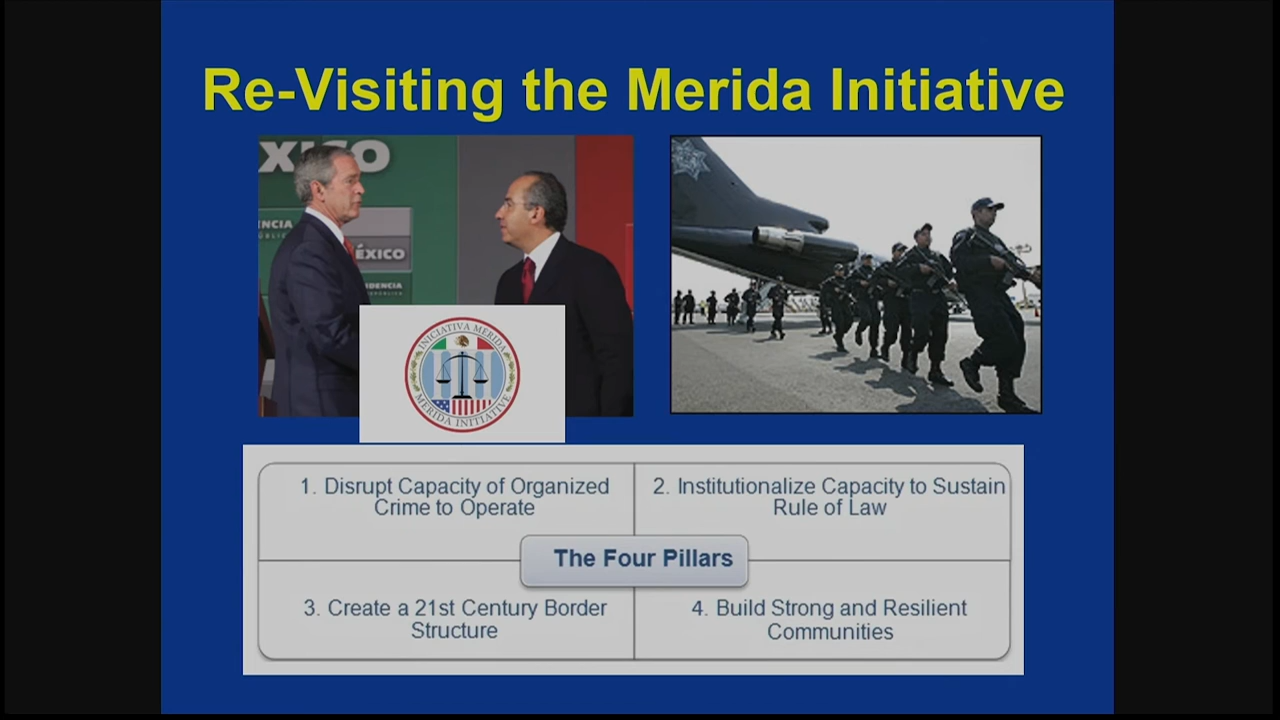 Re-Visiting the Merida Initiative
XICO
ENCIA
ÉXICO
DENCIA
INICIATIVA MERIDA
MERIDA INITIATIVE
1. Disrupt Capacity of Organized
Crime to Operate
2. Institutionalize Capacity to Sustain
Rule of Law
The Four Pillars
3. Create a 21st Century Border
Structure
4. Build Strong and Resilient
Communities